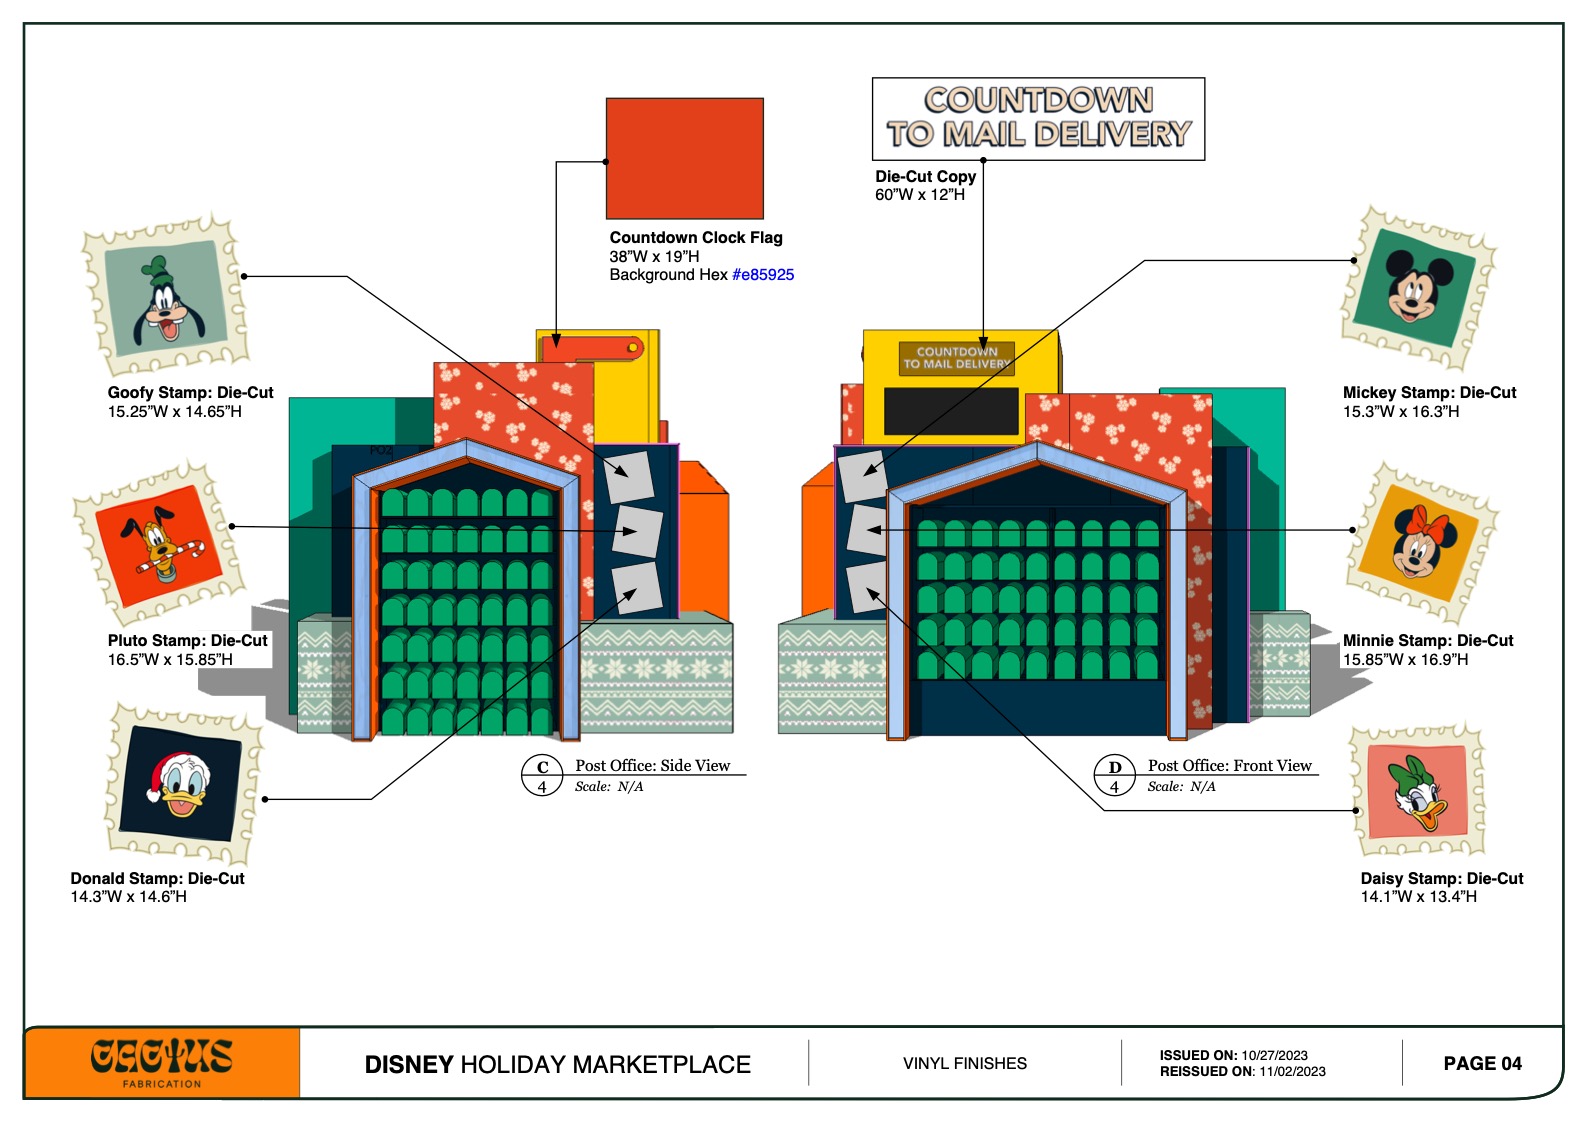 COUNTDOWN
TO MAIL DELIVERY
Die-Cut Copy
60”W x 12”H
Countdown Clock Flag
38”W x 19”H
Background Hex #e85925
Goofy Stamp: Die-Cut
15.25”W x 14.65”H
Mickey Stamp: Die-Cut
15.3”W x 16.3”H
COUNTDOWN
TO MAIL DELIVERY
Pluto Stamp: Die-Cut
16.5”W x 15.85”H
Minnie Stamp: Die-Cut
15.85”W x 16.9”H
C
4
Post Office: Side View
Scale: N/A
D
4
Post Office: Front View
Scale: N/A
Donald Stamp: Die-Cut
14.3”W x 14.6”H
Daisy Stamp: Die-Cut
14.1”W x 13.4”H
CACTUS
FABRICATION
DISNEY HOLIDAY MARKETPLACE
VINYL FINISHES
ISSUED ON: 10/27/2023
REISSUED ON: 11/02/2023
PAGE 04